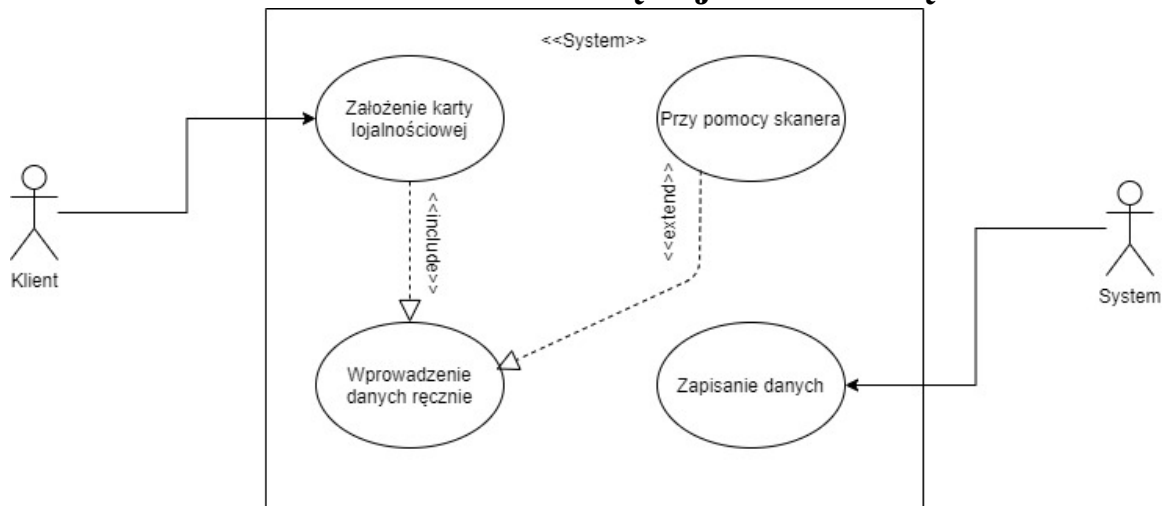 <<System>>
Założenie karty
lojalnościowej
Przy pomocy skanera
<<include>>
<<extend>>
Klient
System
Wprowadzenie
danych ręcznie
Zapisanie danych